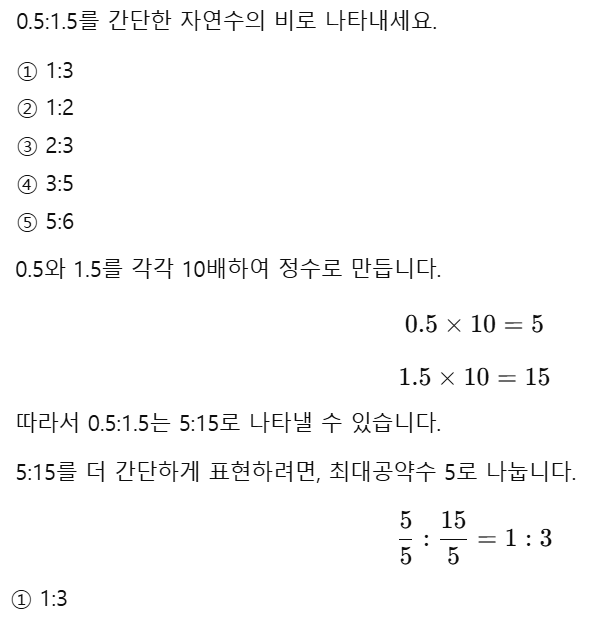 0.5:1.5를 간단한 자연수의 비로 나타내세요.
① 1:3
② 1:2
③ 2:3
④ 3:5
⑤ 5:6
0.5와 1.5를 각각 10배하여 정수로 만듭니다.
0.5 × 10 = 5
1.5 × 10 = 15
따라서 0.5:1.5는 5:15로 나타낼 수 있습니다.
5:15를 더 간단하게 표현하려면, 최대공약수 5로 나눕니다.
5/5 : 15/5 = 1 : 3
① 1:3